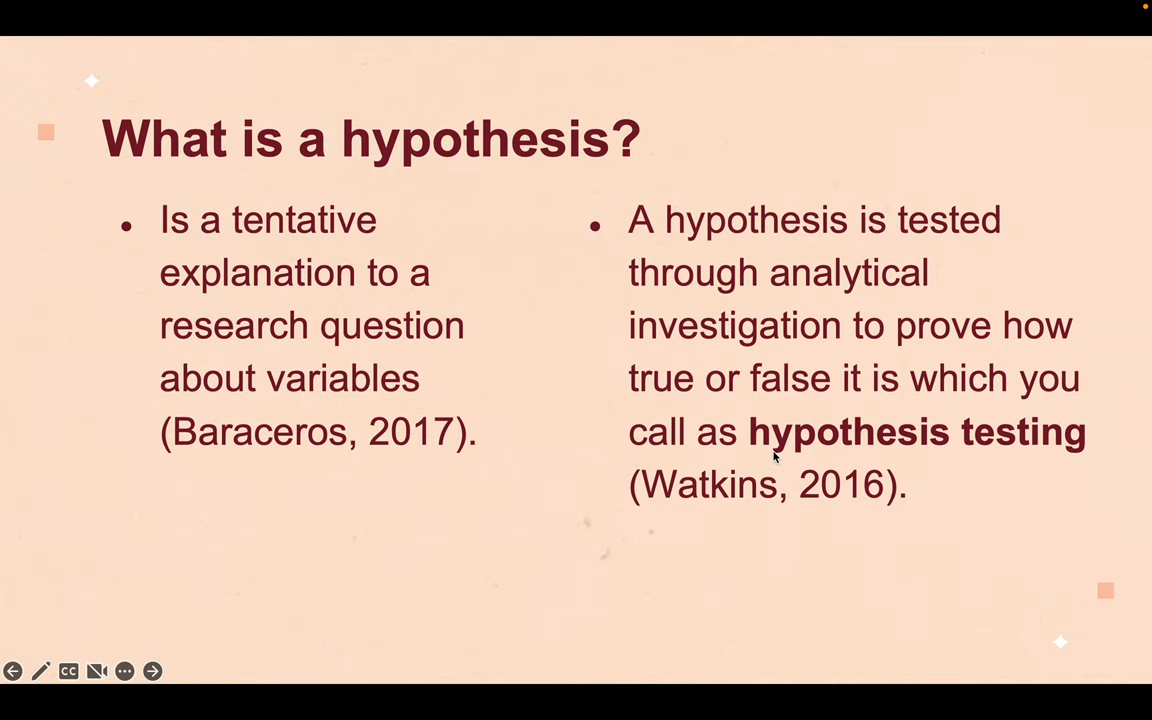 What is a hypothesis?
• Is a tentative
explanation to a
research question
about variables
(Baraceros, 2017).
• A hypothesis is tested
through analytical
investigation to prove how
true or false it is which you
call as hypothesis testing
(Watkins, 2016).
CC